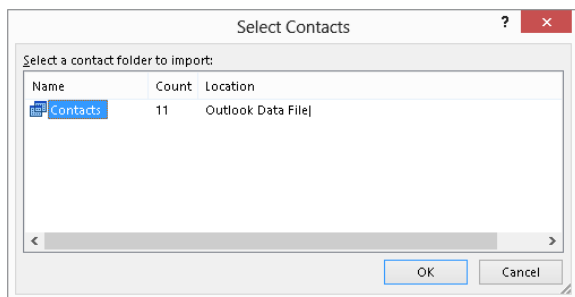 Select Contacts
? ×
Select a contact folder to import:
Name Count Location
Contacts 11 Outlook Data File
OK Cancel